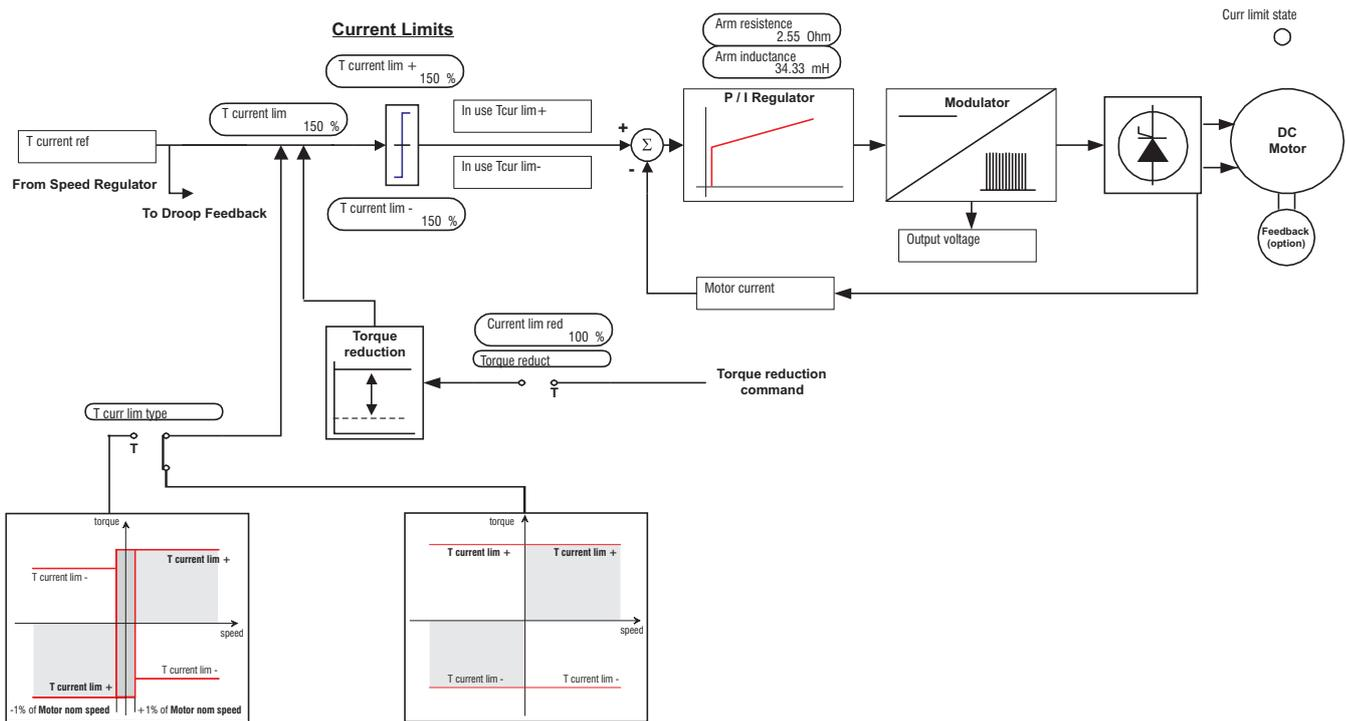 Curr limit state
Current Limits
Arm resistence
2.55 Ohm
Arm inductance
34.33 mH
T current lim +
150 %
T current lim
150 %
In use Tcur lim+
P / I Regulator
Modulator
T current ref
+
Σ
-
DC
Motor
In use Tcur lim-
From Speed Regulator
To Droop Feedback
T current lim -
150 %
Output voltage
Feedback
(option)
Motor current
Torque
reduction
Current lim red
100 %
Torque reduct
T
Torque reduction
command
T curr lim type
T
torque
T current lim +
T current lim -
speed
T current lim -
T current lim +
-1% of Motor nom speed
+1% of Motor nom speed
torque
T current lim +
T current lim +
speed
T current lim -
T current lim -